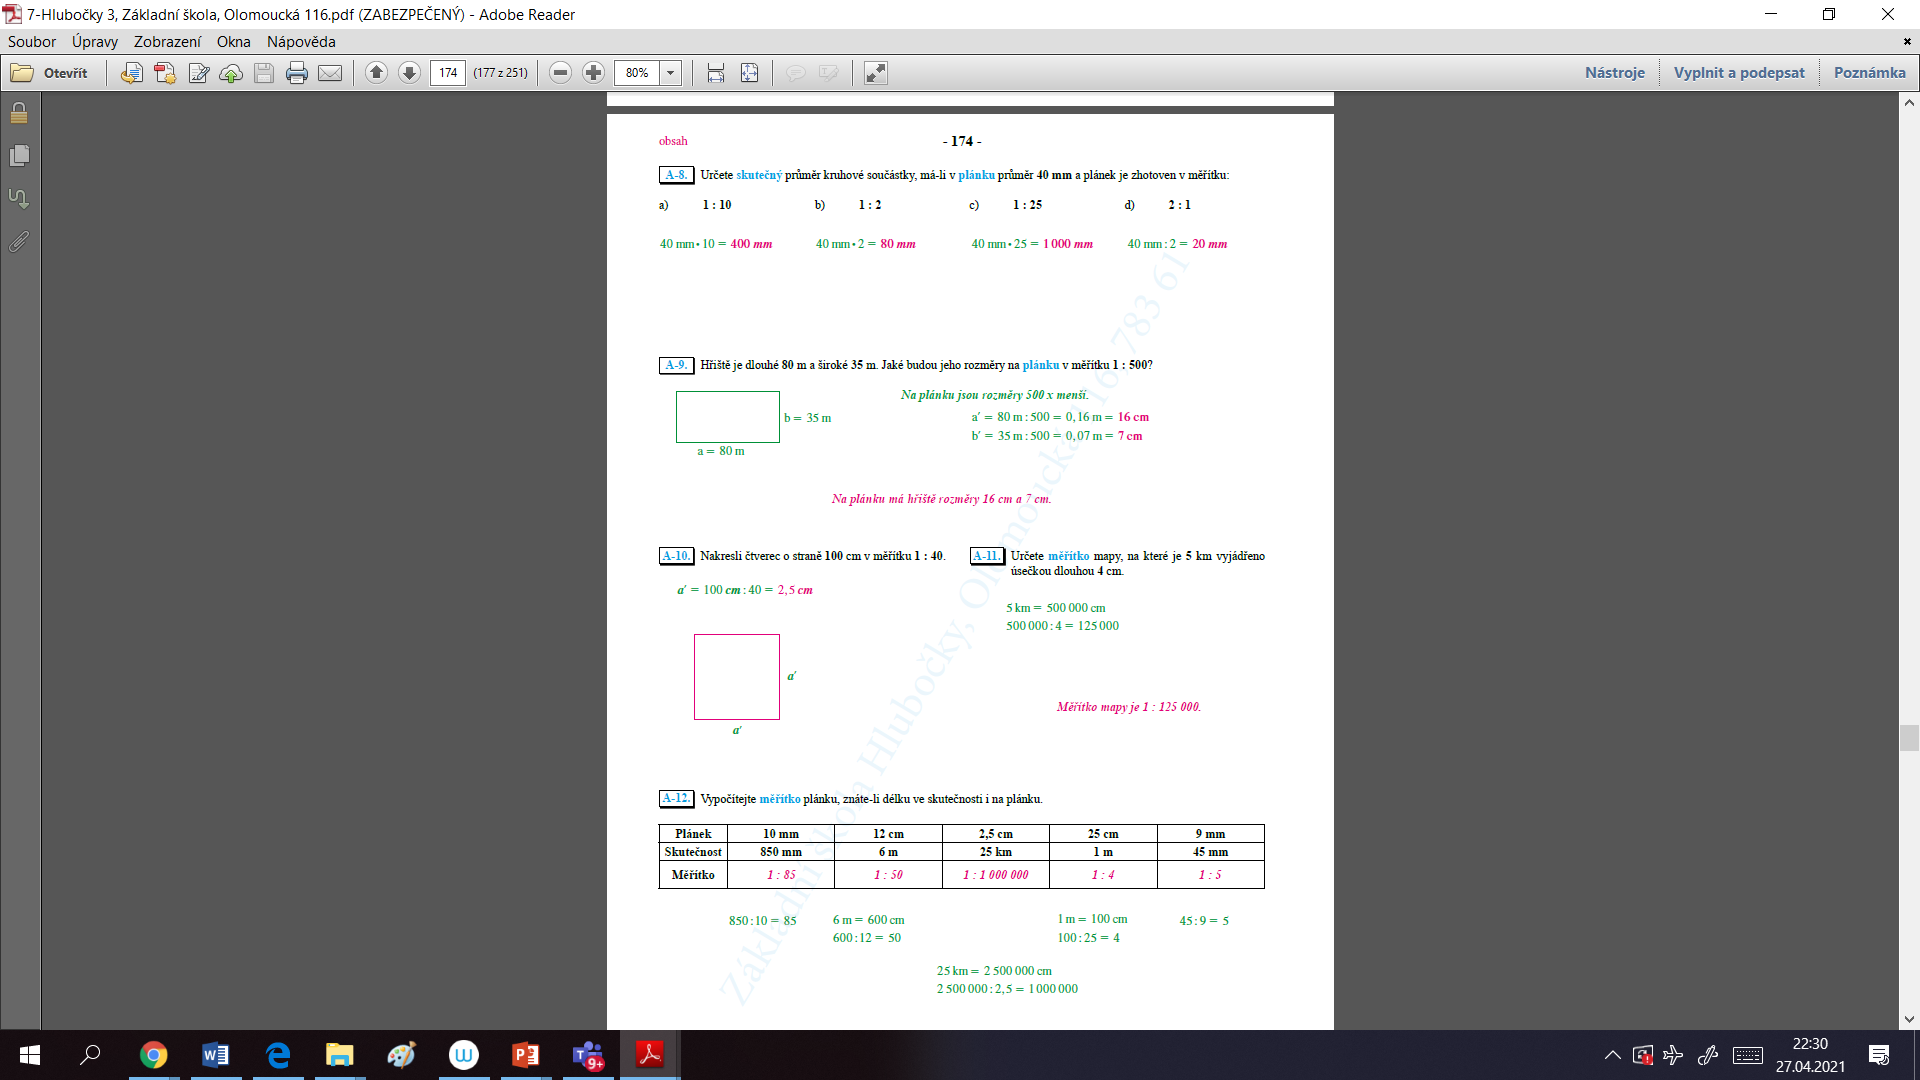 7-Hlubočky 3, Základní škola, Olomoucká 116.pdf (ZABEZPEČENÝ) - Adobe Reader
Soubor Úpravy Zobrazení Okna Nápověda
Otevřít 174 (177 z 251) 80% Nástroje Vyplnit a podepsat Poznámka
obsah - 174 -
A-8. Určete skutečný průměr kruhové součástky, má-li v plánku průměr 40 mm a plánek je zhotoven v měřítku:
a) 1 : 10 b) 1 : 2 c) 1 : 25 d) 2 : 1
40 mm • 10 = 400 mm 40 mm • 2 = 80 mm 40 mm • 25 = 1 000 mm 40 mm : 2 = 20 mm
A-9. Hřiště je dlouhé 80 m a široké 35 m. Jaké budou jeho rozměry na plánku v měřítku 1 : 500?
Na plánku jsou rozměry 500 x menší.
b = 35 m a′ = 80 m : 500 = 0,16 m = 16 cm
b′ = 35 m : 500 = 0,07 m = 7 cm
a = 80 m
Na plánku má hřiště rozměry 16 cm a 7 cm.
A-10. Nakresli čtverec o straně 100 cm v měřítku 1 : 40.
a′ = 100 cm : 40 = 2,5 cm
a′
a′
A-11. Určete měřítko mapy, na které je 5 km vyjádřeno
úsečkou dlouhou 4 cm.
5 km = 500 000 cm
500 000 : 4 = 125 000
Měřítko mapy je 1 : 125 000.
A-12. Vypočítejte měřítko plánku, znáte-li délku ve skutečnosti i na plánku.
Plánek 10 mm 12 cm 2,5 cm 25 cm 9 mm
Skutečnost 850 mm 6 m 25 km 1 m 45 mm
Měřítko 1 : 85 1 : 50 1 : 1 000 000 1 : 4 1 : 5
850 : 10 = 85 6 m = 600 cm 1 m = 100 cm 45 : 9 = 5
600 : 12 = 50 100 : 25 = 4
25 km = 2 500 000 cm
2 500 000 : 2,5 = 1 000 000
Základní škola Hlubočky, Olomoucká 116, 783 61
9+
22:30
27.04.2021